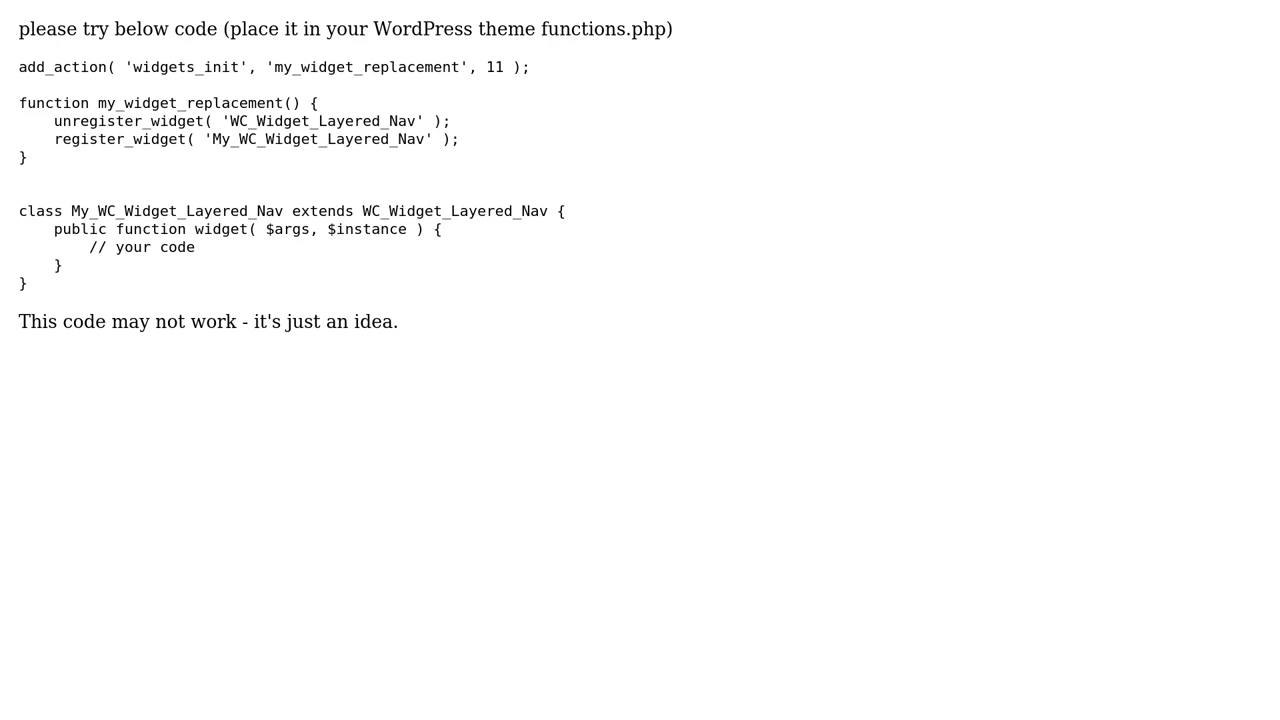 please try below code (place it in your WordPress theme functions.php)
add_action( 'widgets_init', 'my_widget_replacement', 11 );
function my_widget_replacement() {
    unregister_widget( 'WC_Widget_Layered_Nav' );
    register_widget( 'My_WC_Widget_Layered_Nav' );
}
class My_WC_Widget_Layered_Nav extends WC_Widget_Layered_Nav {
    public function widget( $args, $instance ) {
        // your code
    }
}
This code may not work - it's just an idea.